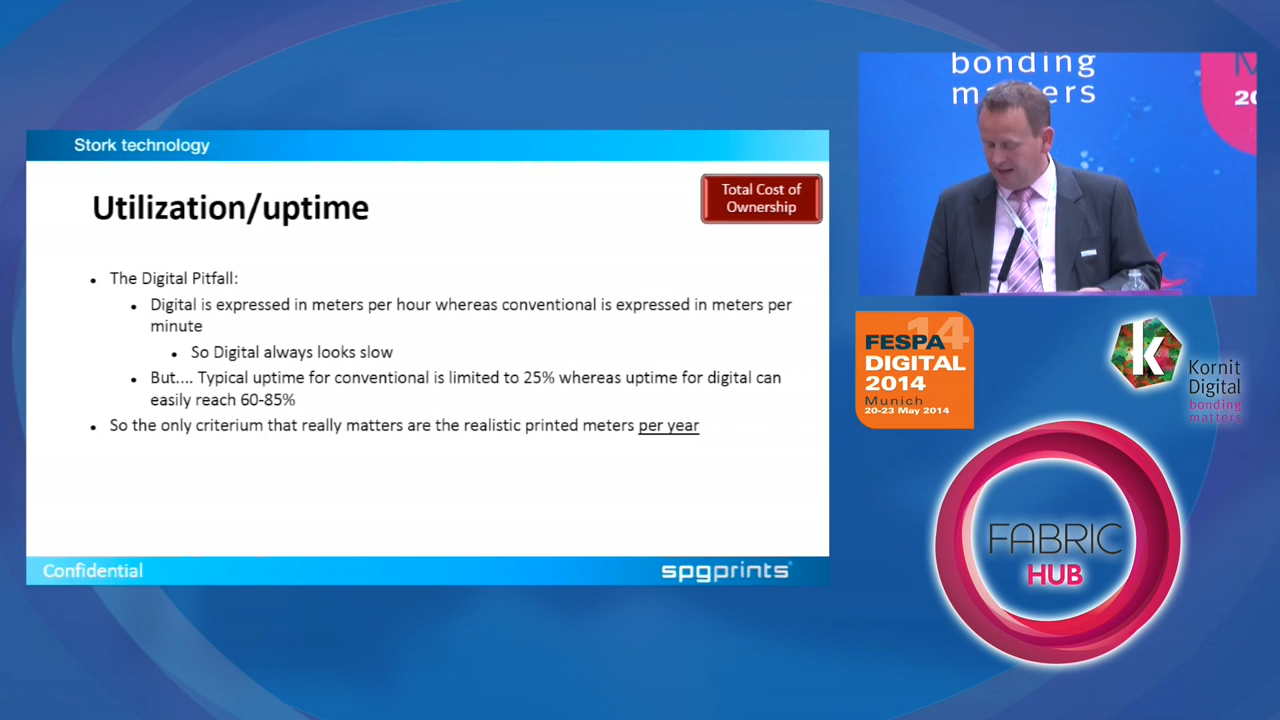 Stork technology
Utilization/uptime
Total Cost of
Ownership
• The Digital Pitfall:
• Digital is expressed in meters per hour whereas conventional is expressed in meters per
minute
• So Digital always looks slow
• But.... Typical uptime for conventional is limited to 25% whereas uptime for digital can
easily reach 60-85%
• So the only criterium that really matters are the realistic printed meters per year
Confidential
spgprints®
bonding
matters
M
20
14
FESPA
DIGITAL
2014
Munich
20-23 May 2014
k
Kornit
Digital
bonding
matters
FABRIC
HUB